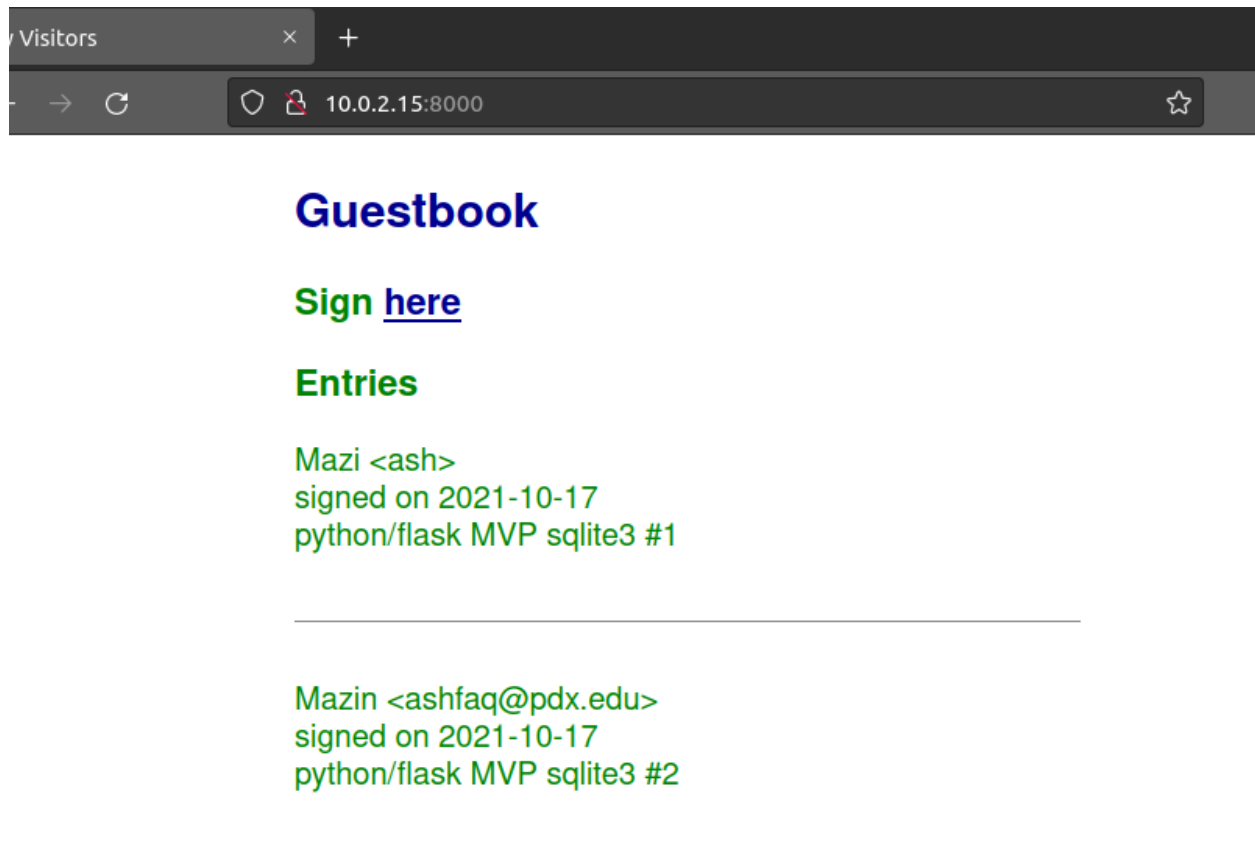 Visitors
10.0.2.15:8000
Guestbook
Sign here
Entries
Mazi <ash>
signed on 2021-10-17
python/flask MVP sqlite3 #1
Mazin <ashfaq@pdx.edu>
signed on 2021-10-17
python/flask MVP sqlite3 #2